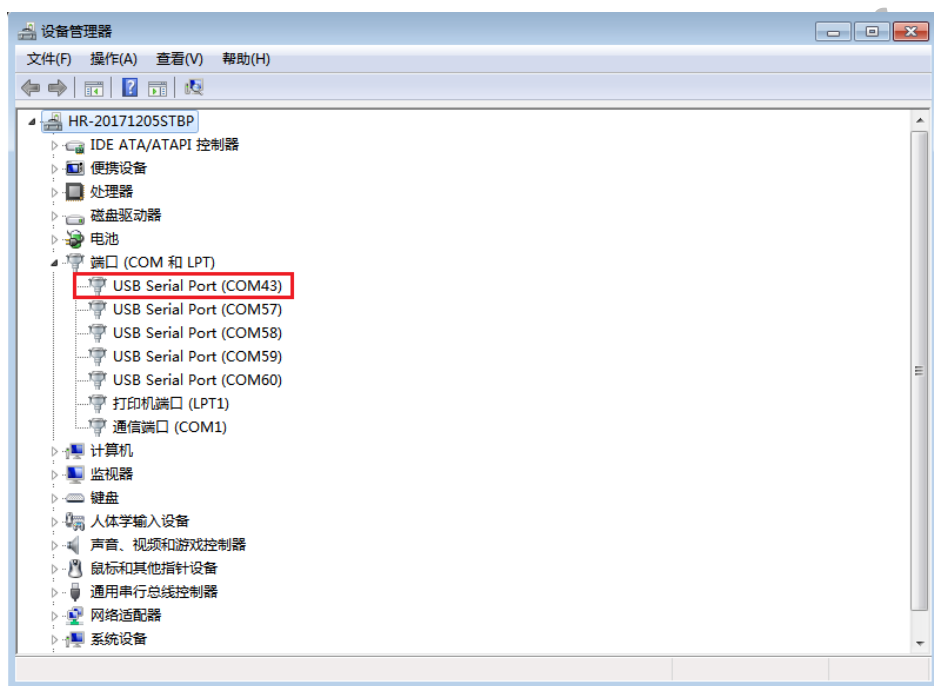 设备管理器
文件(F) 操作(A) 查看(V) 帮助(H)
HR-20171205STBP
IDE ATA/ATAPI 控制器
便携设备
处理器
磁盘驱动器
电池
端口 (COM 和 LPT)
USB Serial Port (COM43)
USB Serial Port (COM57)
USB Serial Port (COM58)
USB Serial Port (COM59)
USB Serial Port (COM60)
打印机端口 (LPT1)
通信端口 (COM1)
计算机
监视器
键盘
人体学输入设备
声音、视频和游戏控制器
鼠标和其他指针设备
通用串行总线控制器
网络适配器
系统设备